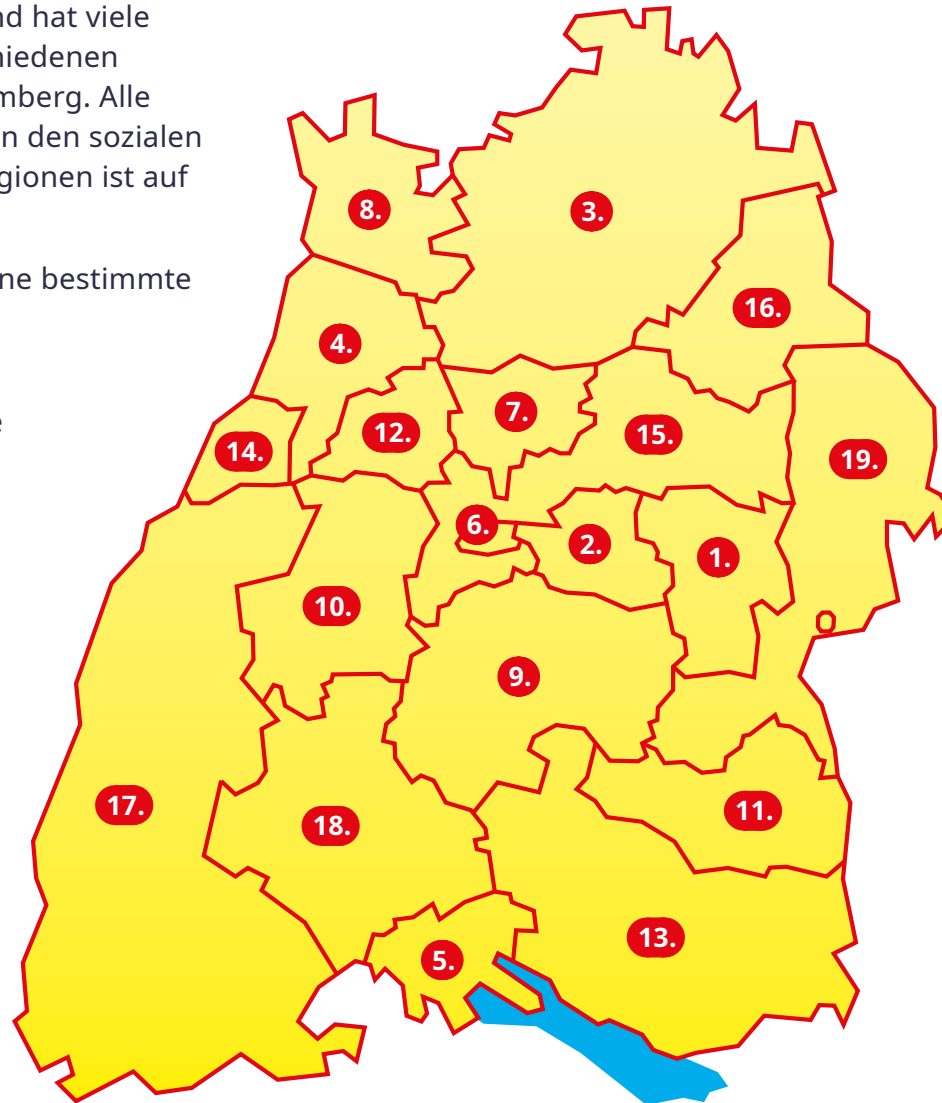 nd hat viele
hiedenen
mberg. Alle
n den sozialen
gionen ist auf
ne bestimmte
e
8.
3.
16.
4.
7.
12.
15.
14.
19.
6.
2.
1.
10.
9.
17.
18.
11.
13.
5.